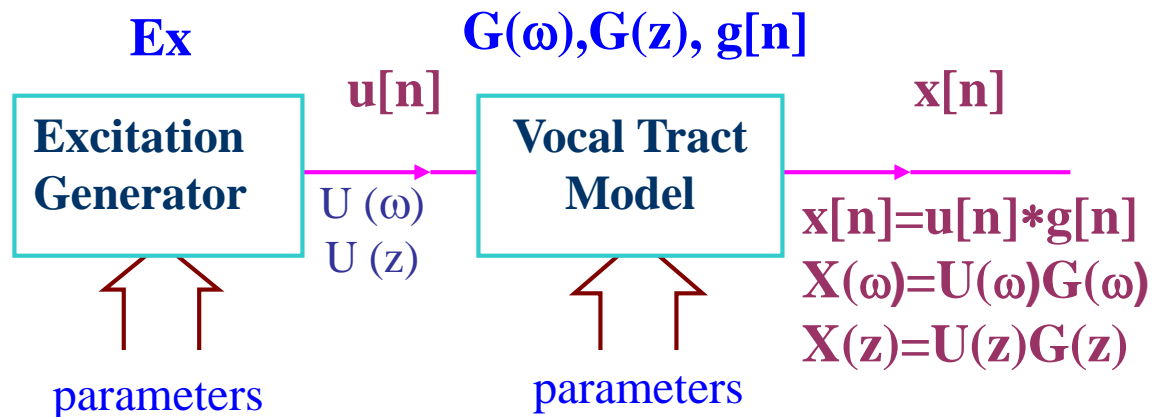 Ex
G(ω),G(z), g[n]
u[n]
x[n]
Excitation
Generator
U (ω)
U (z)
Vocal Tract
Model
x[n]=u[n]*g[n]
X(ω)=U(ω)G(ω)
X(z)=U(z)G(z)
parameters
parameters